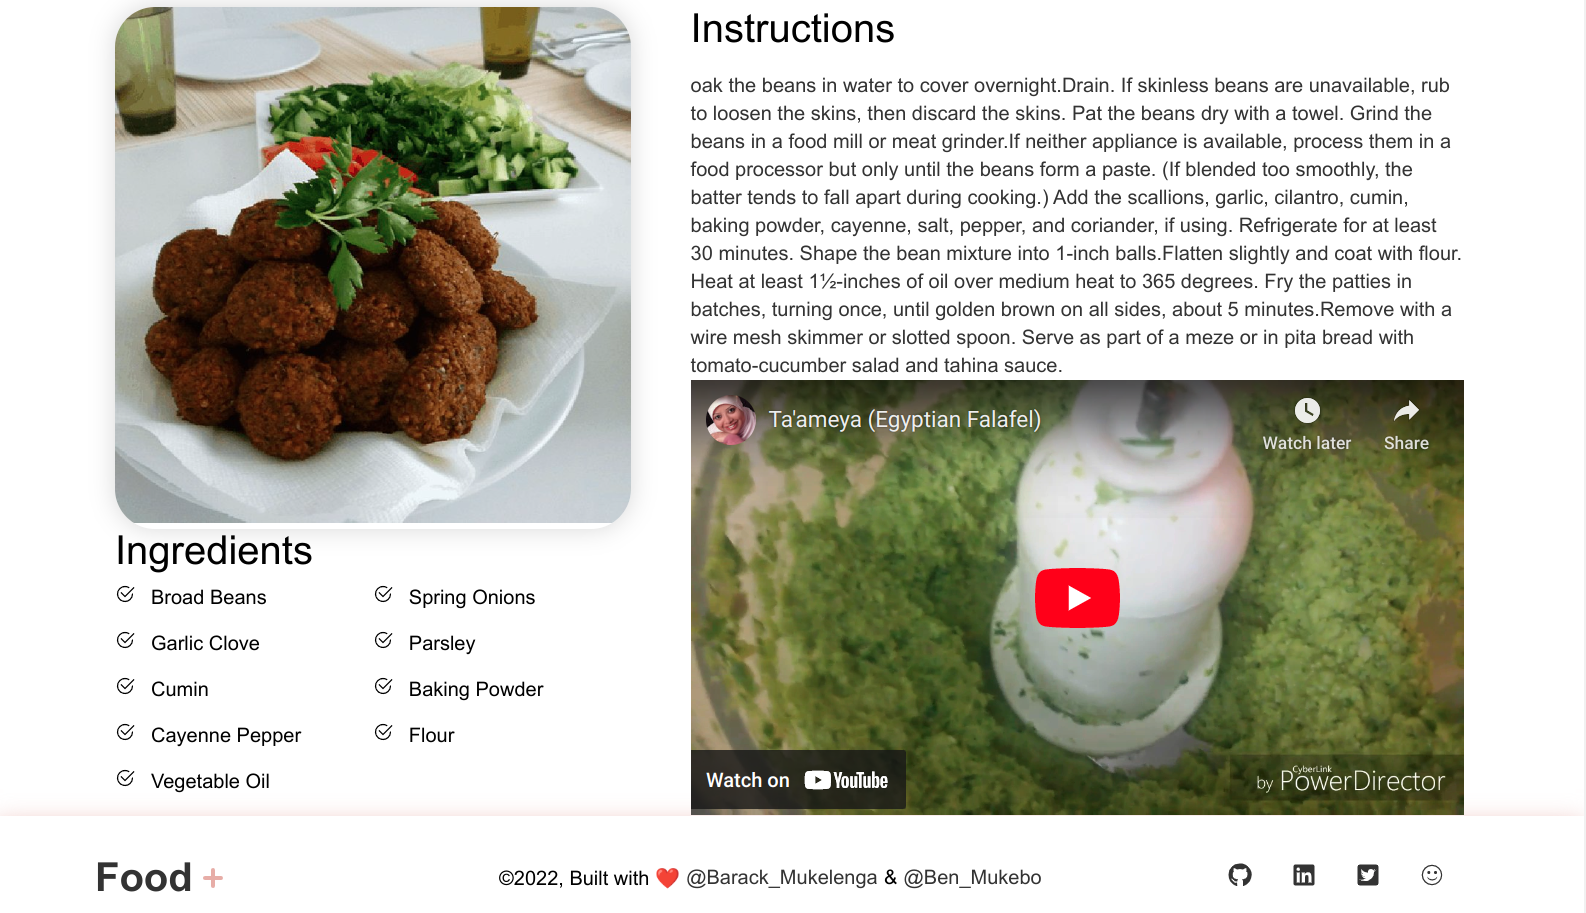 Instructions
oak the beans in water to cover overnight.Drain. If skinless beans are unavailable, rub
to loosen the skins, then discard the skins. Pat the beans dry with a towel. Grind the
beans in a food mill or meat grinder.If neither appliance is available, process them in a
food processor but only until the beans form a paste. (If blended too smoothly, the
batter tends to fall apart during cooking.) Add the scallions, garlic, cilantro, cumin,
baking powder, cayenne, salt, pepper, and coriander, if using. Refrigerate for at least
30 minutes. Shape the bean mixture into 1-inch balls.Flatten slightly and coat with flour.
Heat at least 1½-inches of oil over medium heat to 365 degrees. Fry the patties in
batches, turning once, until golden brown on all sides, about 5 minutes.Remove with a
wire mesh skimmer or slotted spoon. Serve as part of a meze or in pita bread with
tomato-cucumber salad and tahina sauce.
Ta'ameya (Egyptian Falafel)
Watch later
Share
Watch on YouTube
CyberLink
by PowerDirector
Ingredients
Broad Beans
Spring Onions
Garlic Clove
Parsley
Cumin
Baking Powder
Cayenne Pepper
Flour
Vegetable Oil
Food +
©2022, Built with ❤️ @Barack_Mukelenga & @Ben_Mukebo